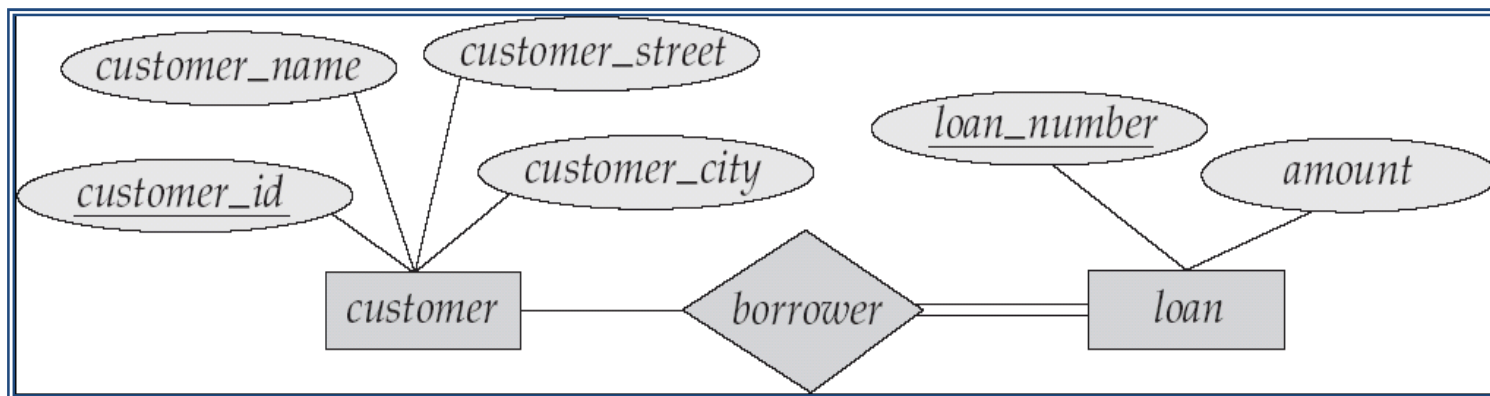 customer_name
customer_street
customer_id
customer_city
loan_number
amount
customer
borrower
loan